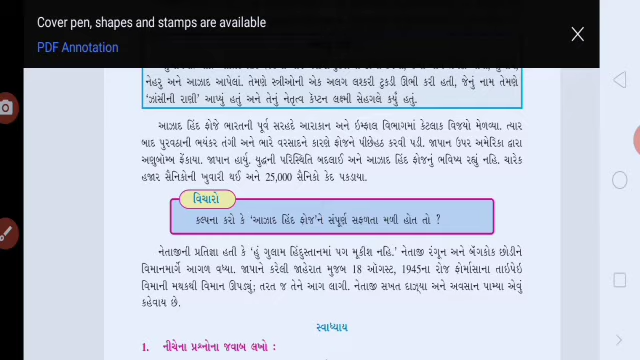 Cover pen, shapes and stamps are available
PDF Annotation
નેહરુ અને આઝાદ આપેલાં. તેમણે સ્ત્રીઓની એક અલગ લશ્કરી ટુકડી ઊભી કરી હતી, જેનું નામ તેમણે
‘ઝાંસીની રાણી’ આપ્યું હતું અને તેનું નેતૃત્વ કૅપ્ટન લક્ષ્મી સેહગલે કર્યું હતું.
આઝાદ હિંદ ફોજે ભારતની પૂર્વ સરહદે આરાકાન અને ઇમ્ફાલ વિભાગમાં કેટલાક વિજયો મેળવ્યા. ત્યાર
બાદ પુરવઠાની ભયંકર તંગી અને ભારે વરસાદને કારણે ફોજને પીછેહઠ કરવી પડી. જાપાન ઉપર અમેરિકા દ્વારા
અણુબૉમ્બ ફેંકાયા. જાપાન હાર્યું. યુદ્ધની પરિસ્થિતિ બદલાઈ અને આઝાદ હિંદ ફોજનું ભવિષ્ય રહ્યું નહિ. ચારેક
હજાર સૈનિકોની ખુવારી થઈ અને 25,000 સૈનિકો કેદ પકડાયા.
વિચારો
કલ્પના કરો કે ‘આઝાદ હિંદ ફોજ’ને સંપૂર્ણ સફળતા મળી હોત તો ?
નેતાજીની પ્રતિજ્ઞા હતી કે ‘હું ગુલામ હિંદુસ્તાનમાં પગ મૂકીશ નહિ.’ નેતાજી રંગૂન અને બૅંગકોક છોડીને
વિમાનમાર્ગે આગળ વધ્યા. જાપાને કરેલી જાહેરાત મુજબ 18 ઑગસ્ટ, 1945ના રોજ ફોર્માસાના તાઇપેઇ
વિમાની મથકથી વિમાન ઊપડ્યું; તરત જ તેને આગ લાગી. નેતાજી સખત દાઝ્યા અને અવસાન પામ્યા એવું
કહેવાય છે.
સ્વાધ્યાય
1. નીચેના પ્રશ્નોના જવાબ લખો :